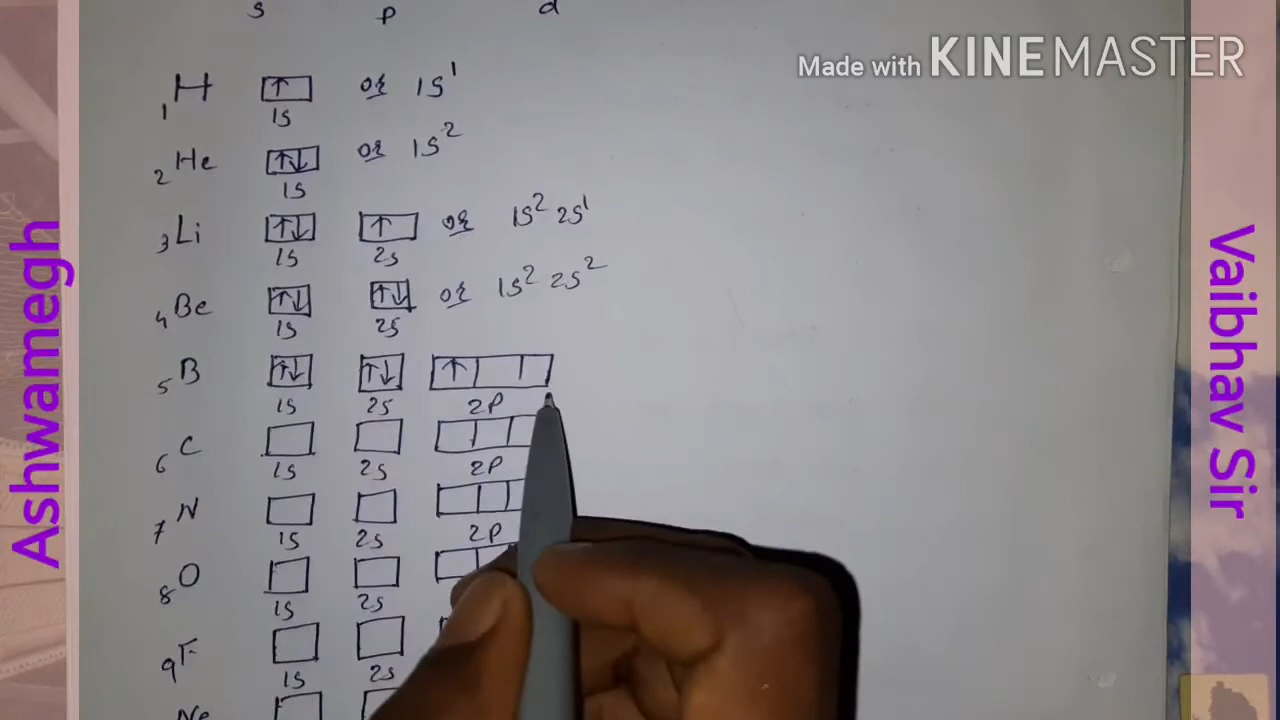 s p d
Made with KINEMASTER
1H ↑ or 1s¹
1s
2He ↑↓ or 1s²
1s
3Li ↑↓ ↑ or 1s² 2s¹
1s 2s
4Be ↑↓ ↑↓ or 1s² 2s²
1s 2s
5B ↑↓ ↑↓ ↑
1s 2s 2P
6C
1s 2s 2P
7N
1s 2s 2P
8O
1s 2s
9F
1s 2s
Ne
Ashwamegh
Vaibhav Sir